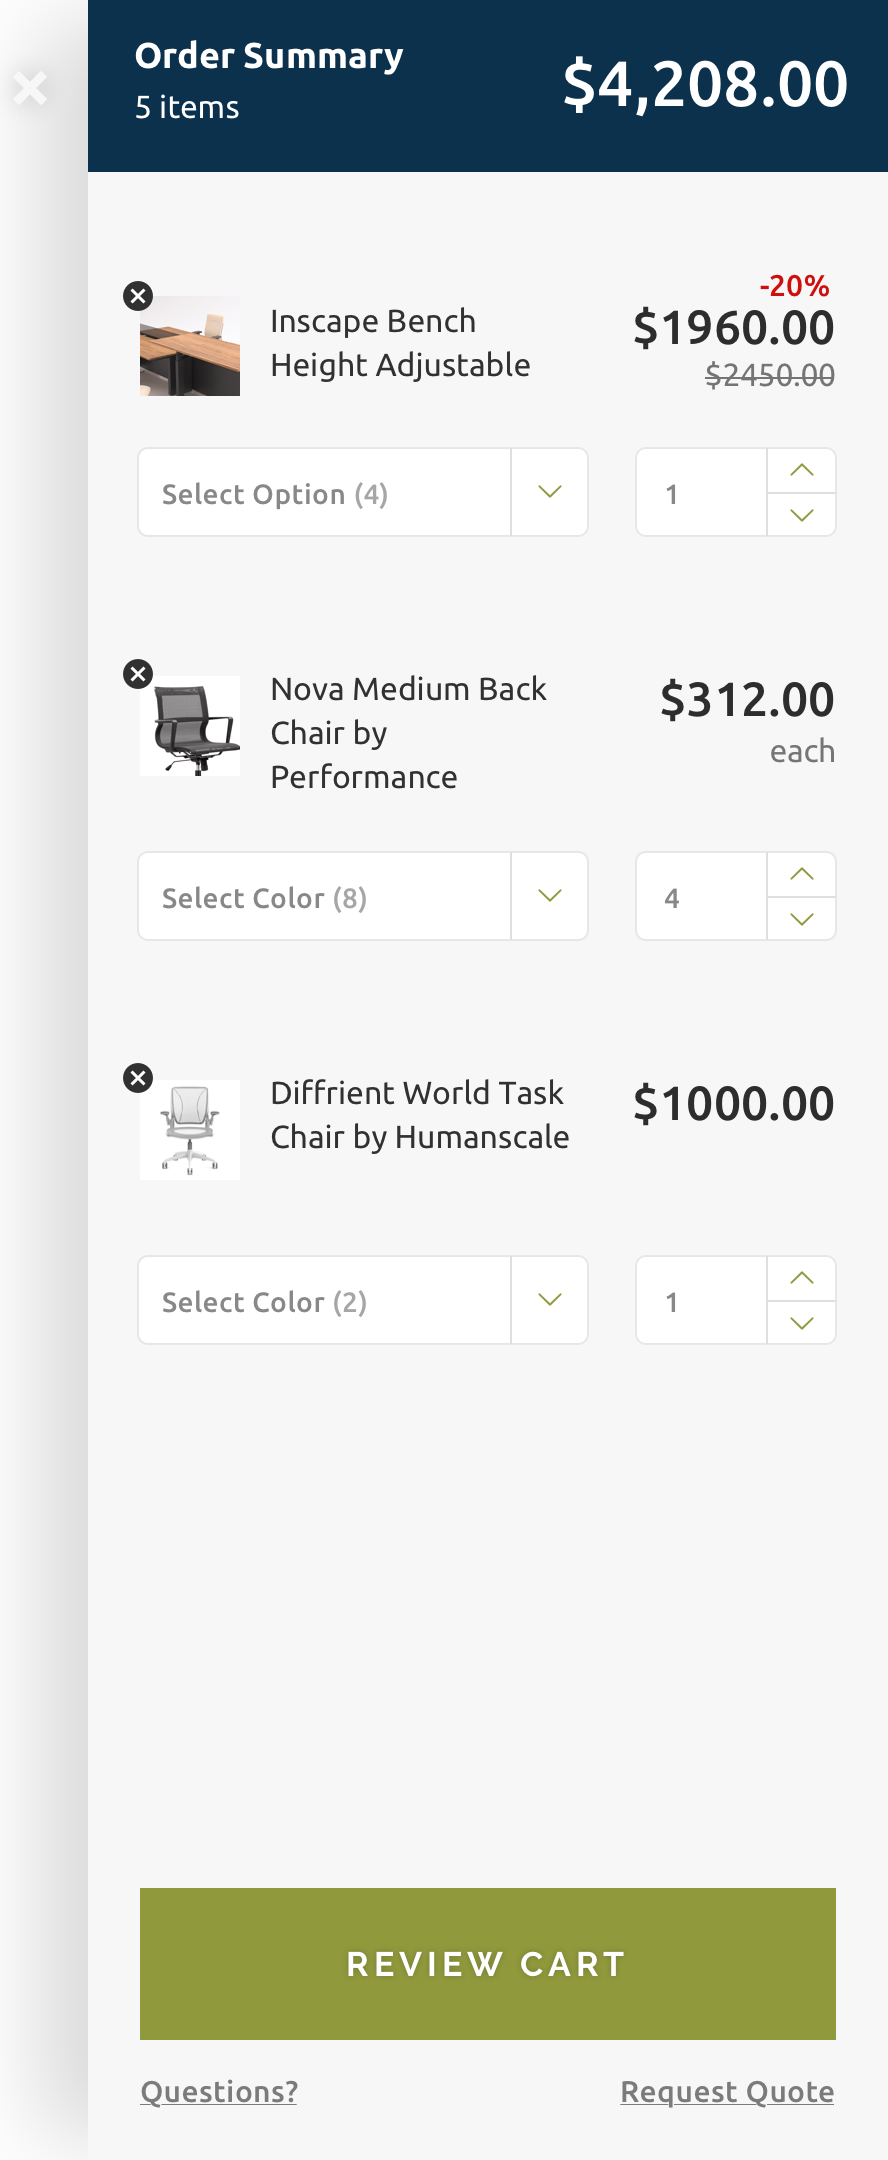 Order Summary
5 items
$4,208.00
-20%
Inscape Bench
Height Adjustable
$1960.00
$2450.00
Select Option (4)
1
Nova Medium Back
Chair by
Performance
$312.00
each
Select Color (8)
4
Diffrient World Task
Chair by Humanscale
$1000.00
Select Color (2)
1
REVIEW CART
Questions?
Request Quote